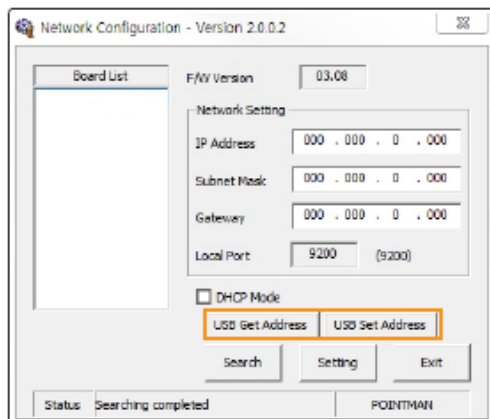 Network Configuration - Version 2.0.0.2
Board List
F/W Version 03.08
Network Setting
IP Address 000 . 000 . 0 . 000
Subnet Mask 000 . 000 . 0 . 000
Gateway 000 . 000 . 0 . 000
Local Port 9200 (9200)
DHCP Mode
USB Get Address USB Set Address
Search Setting Exit
Status Searching completed POINTMAN